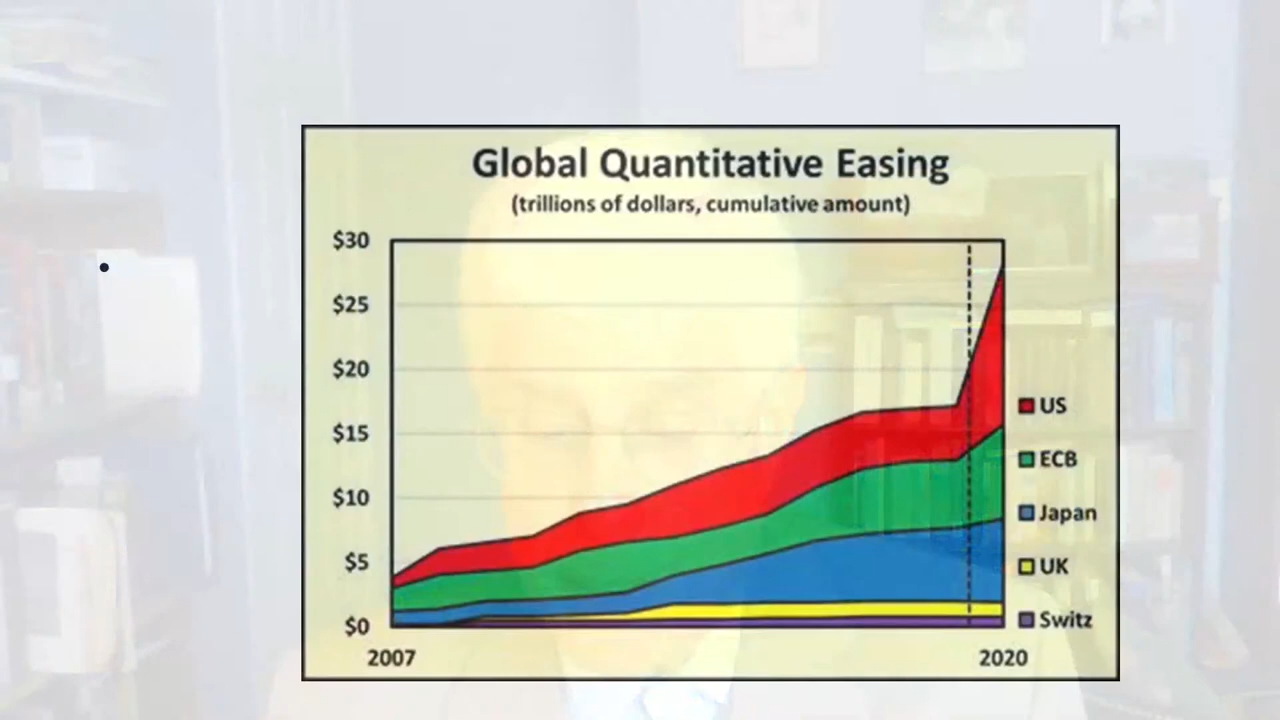 Global Quantitative Easing
(trillions of dollars, cumulative amount)
$30
$25
$20
$15
$10
$5
$0
2007
2020
US
ECB
Japan
UK
Switz